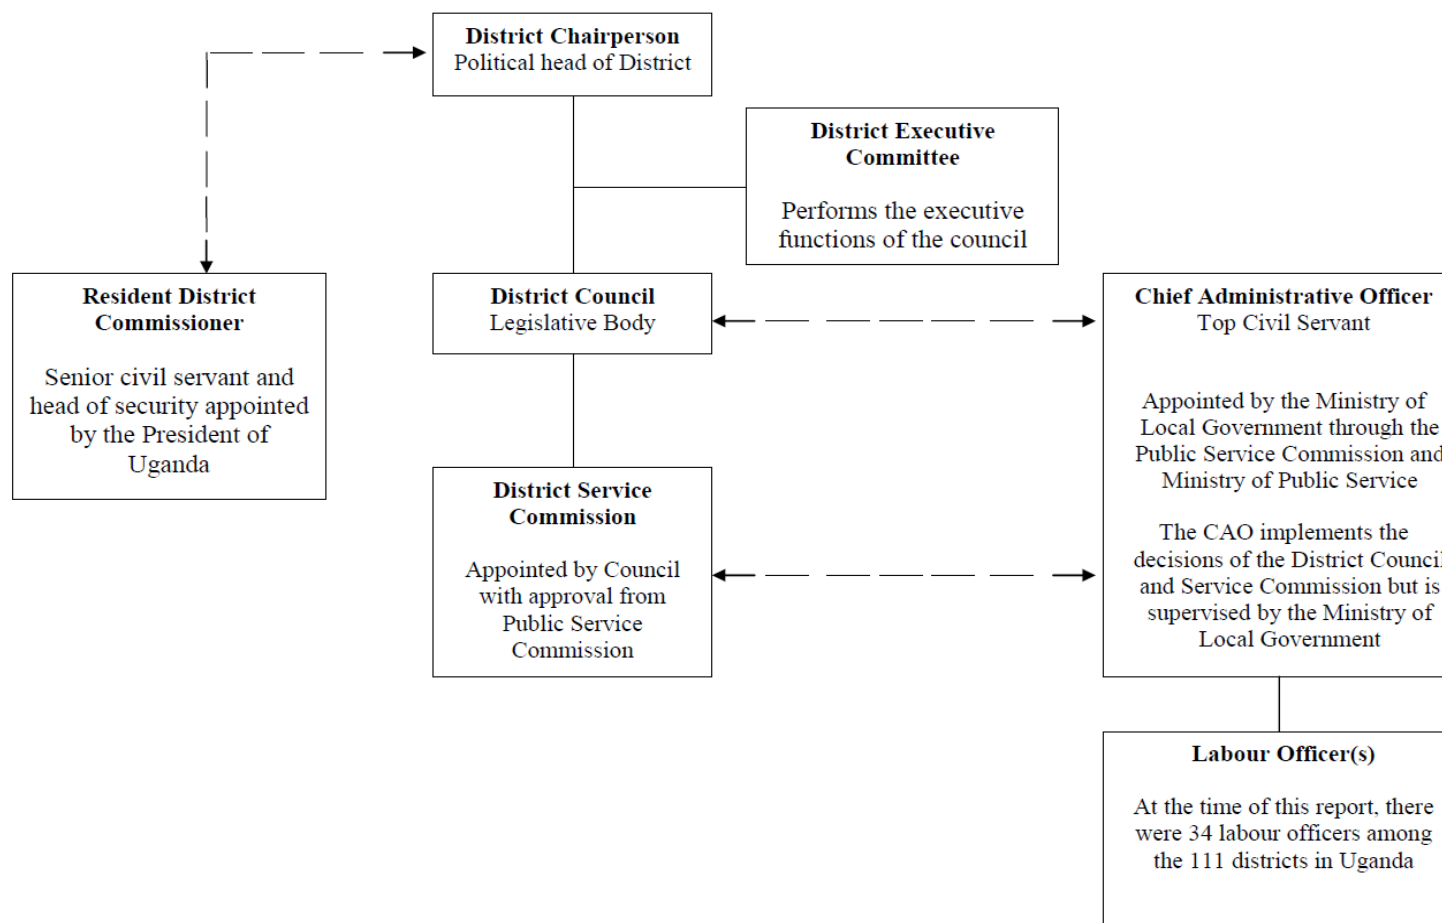 District Chairperson
Political head of District
District Executive
Committee
Performs the executive
functions of the council
Resident District
Commissioner
Senior civil servant and
head of security appointed
by the President of
Uganda
District Council
Legislative Body
Chief Administrative Officer
Top Civil Servant
Appointed by the Ministry of
Local Government through the
Public Service Commission and
Ministry of Public Service
The CAO implements the
decisions of the District Council
and Service Commission but is
supervised by the Ministry of
Local Government
District Service
Commission
Appointed by Council
with approval from
Public Service
Commission
Labour Officer(s)
At the time of this report, there
were 34 labour officers among
the 111 districts in Uganda